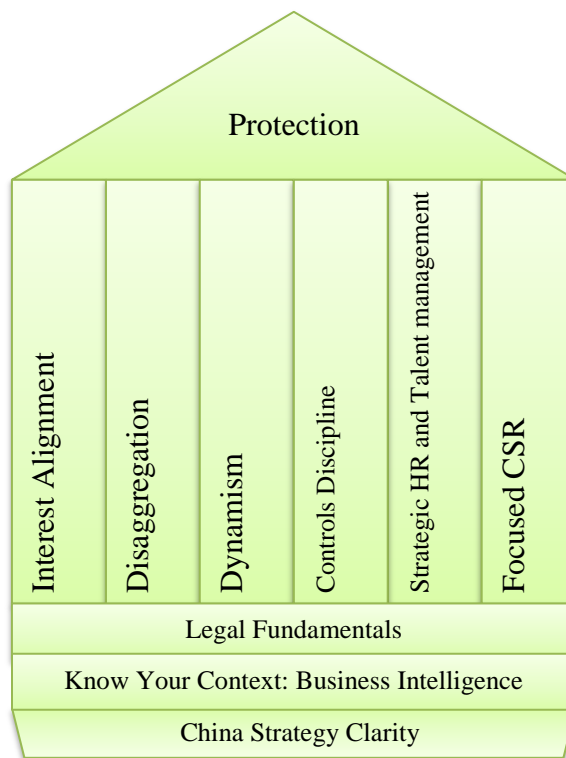 Protection
Interest Alignment
Disaggregation
Dynamism
Controls Discipline
Strategic HR and Talent management
Focused CSR
Legal Fundamentals
Know Your Context: Business Intelligence
China Strategy Clarity